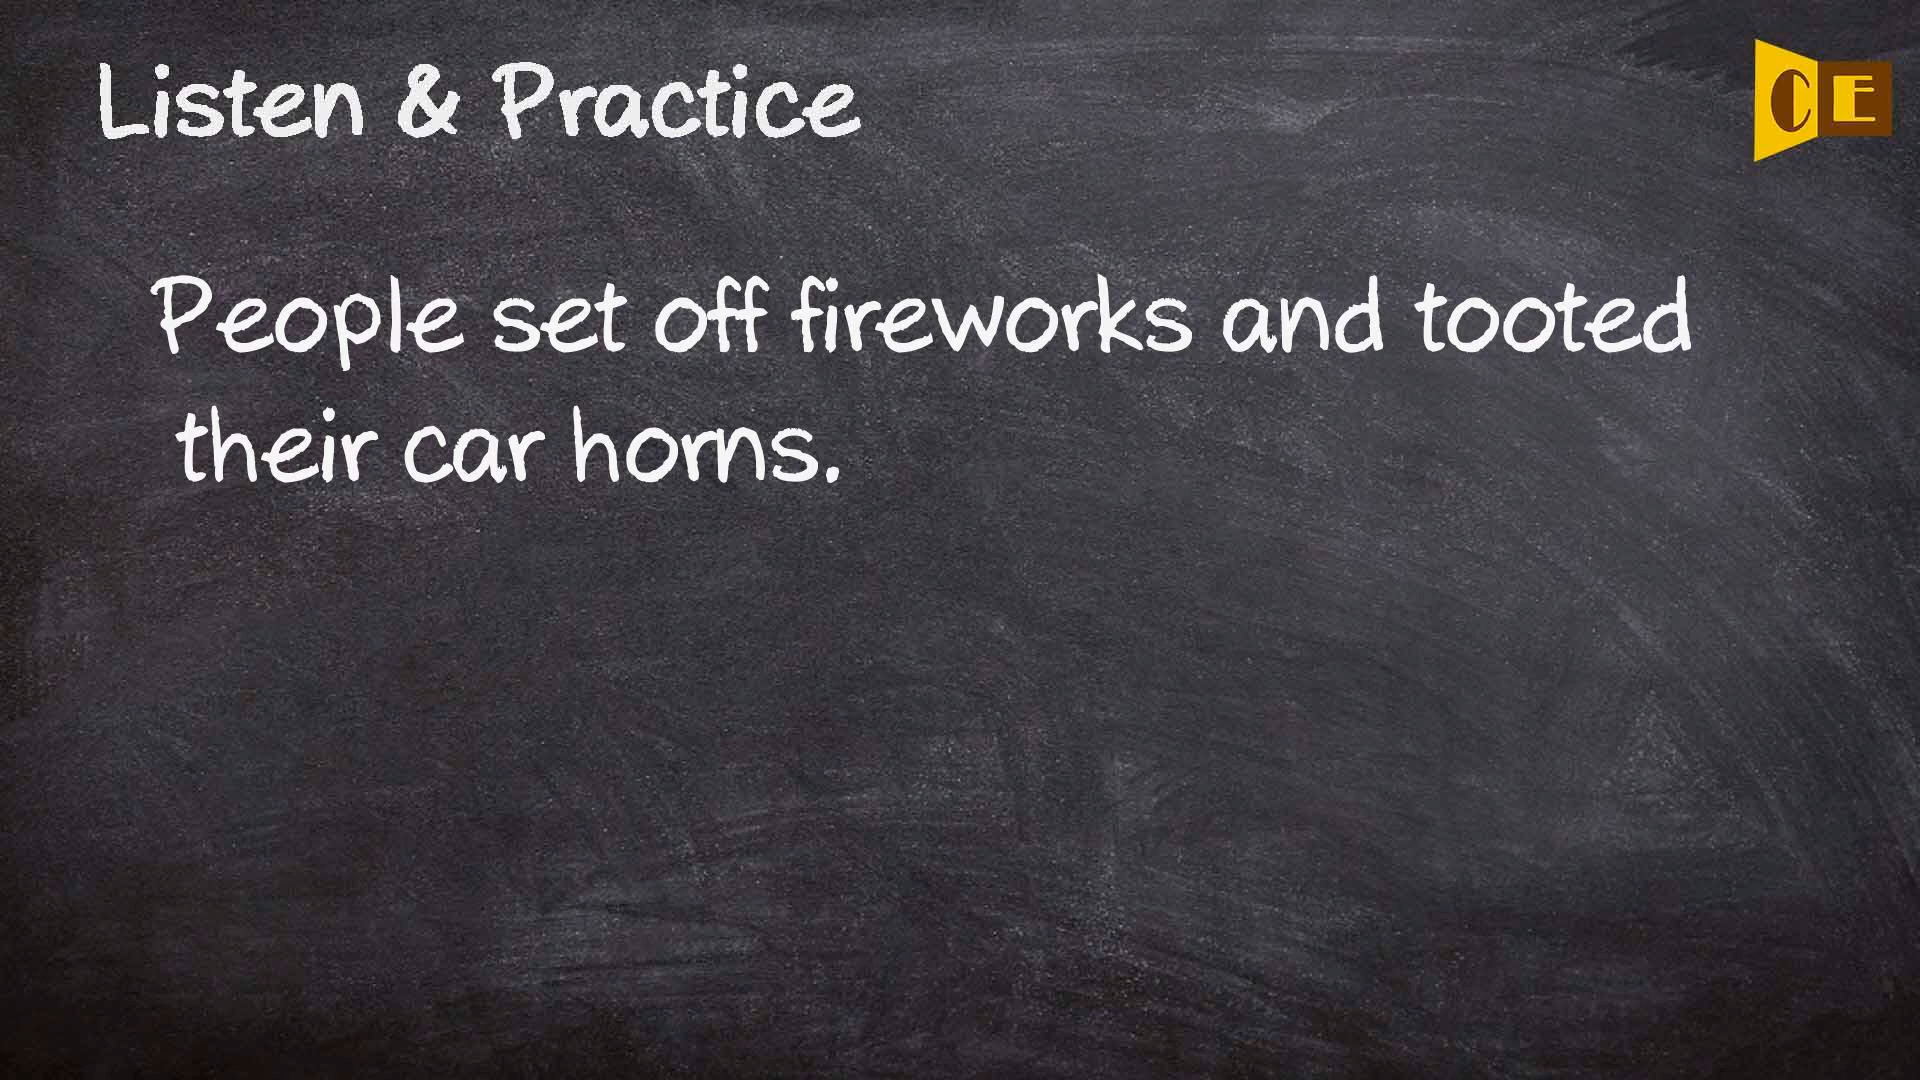 Listen & Practice
CE
People set off fireworks and tooted
their car horns.